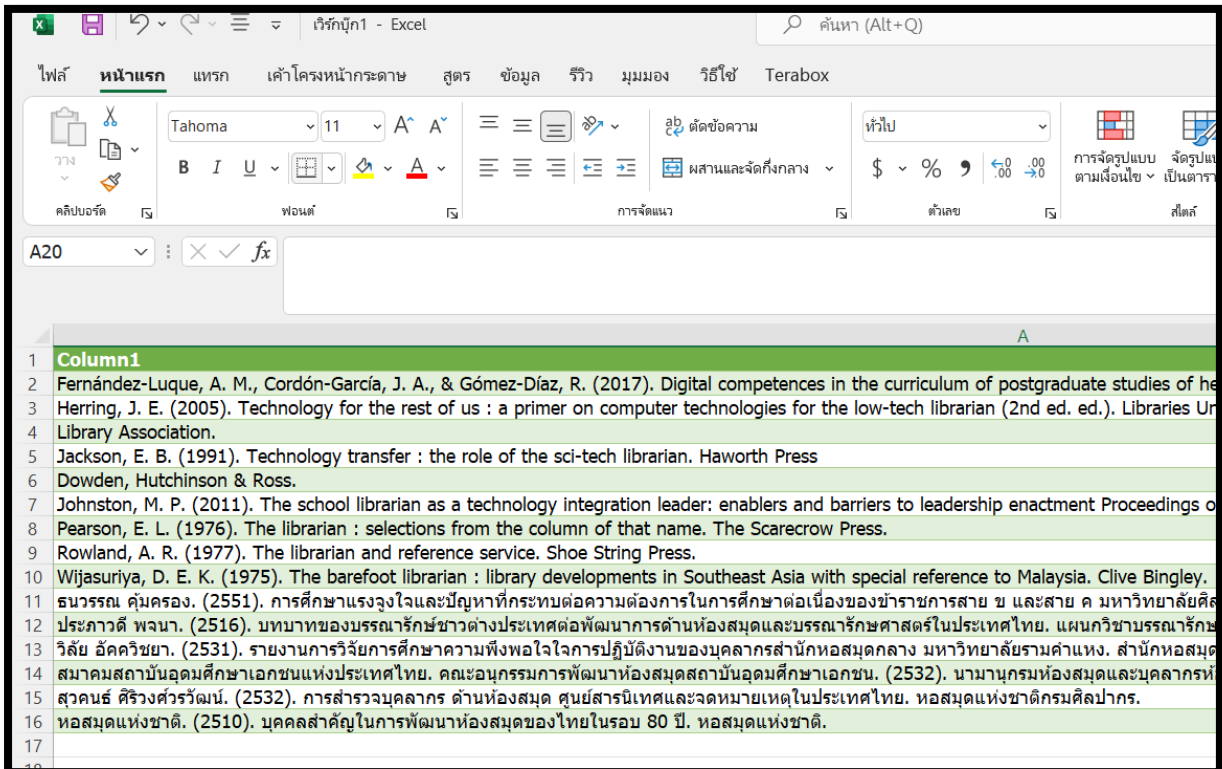 เวิร์กบุ๊ก1 - Excel
ค้นหา (Alt+Q)
ไฟล์ หน้าแรก แทรก เค้าโครงหน้ากระดาษ สูตร ข้อมูล รีวิว มุมมอง วิธีใช้ Terabox
วาง
Tahoma 11 A A
ตัดข้อความ
ทั่วไป
B I U A
ผสานและจัดกึ่งกลาง
$ % 9
การจัดรูปแบบตามเงื่อนไข
จัดรูปแบบเป็นตาราง
คลิปบอร์ด ฟอนต์ การจัดแนว ตัวเลข สไตล์
A20 fx
A
1 Column1
2 Fernández-Luque, A. M., Cordón-García, J. A., & Gómez-Díaz, R. (2017). Digital competences in the curriculum of postgraduate studies of he
3 Herring, J. E. (2005). Technology for the rest of us : a primer on computer technologies for the low-tech librarian (2nd ed. ed.). Libraries Un
4 Library Association.
5 Jackson, E. B. (1991). Technology transfer : the role of the sci-tech librarian. Haworth Press
6 Dowden, Hutchinson & Ross.
7 Johnston, M. P. (2011). The school librarian as a technology integration leader: enablers and barriers to leadership enactment Proceedings o
8 Pearson, E. L. (1976). The librarian : selections from the column of that name. The Scarecrow Press.
9 Rowland, A. R. (1977). The librarian and reference service. Shoe String Press.
10 Wijasuriya, D. E. K. (1975). The barefoot librarian : library developments in Southeast Asia with special reference to Malaysia. Clive Bingley.
11 ธนวรรณ คุ้มครอง. (2551). การศึกษาแรงจูงใจและปัญหาที่กระทบต่อความต้องการในการศึกษาต่อเนื่องของข้าราชการสาย ข และสาย ค มหาวิทยาลัยศิล
12 ประภาวดี พจนา. (2516). บทบาทของบรรณารักษ์ชาวต่างประเทศต่อพัฒนาการด้านห้องสมุดและบรรณารักษศาสตร์ในประเทศไทย. แผนกวิชาบรรณารักษ
13 วิลัย อัคควิชยา. (2531). รายงานการวิจัยการศึกษาความพึงพอใจใจการปฏิบัติงานของบุคลากรสำนักหอสมุดกลาง มหาวิทยาลัยรามคำแหง. สำนักหอสมุด
14 สมาคมสถาบันอุดมศึกษาเอกชนแห่งประเทศไทย. คณะอนุกรรมการพัฒนาห้องสมุดสถาบันอุดมศึกษาเอกชน. (2532). นามานุกรมห้องสมุดและบุคลากรห้
15 สุวคนธ์ ศิริวงศ์วรวัฒน์. (2532). การสำรวจบุคลากร ด้านห้องสมุด ศูนย์สารนิเทศและจดหมายเหตุในประเทศไทย. หอสมุดแห่งชาติกรมศิลปากร.
16 หอสมุดแห่งชาติ. (2510). บุคคลสำคัญในการพัฒนาห้องสมุดของไทยในรอบ 80 ปี. หอสมุดแห่งชาติ.
17